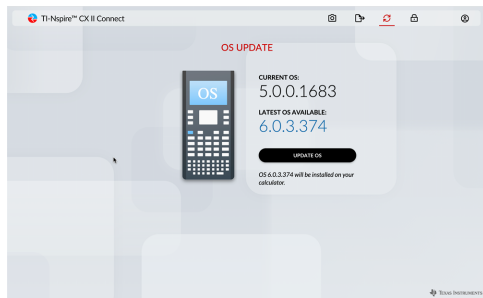 TI-Nspire™ CX II Connect
OS UPDATE
OS
CURRENT OS:
5.0.0.1683
LATEST OS AVAILABLE:
6.0.3.374
UPDATE OS
OS 6.0.3.374 will be installed on your
calculator.
TEXAS INSTRUMENTS